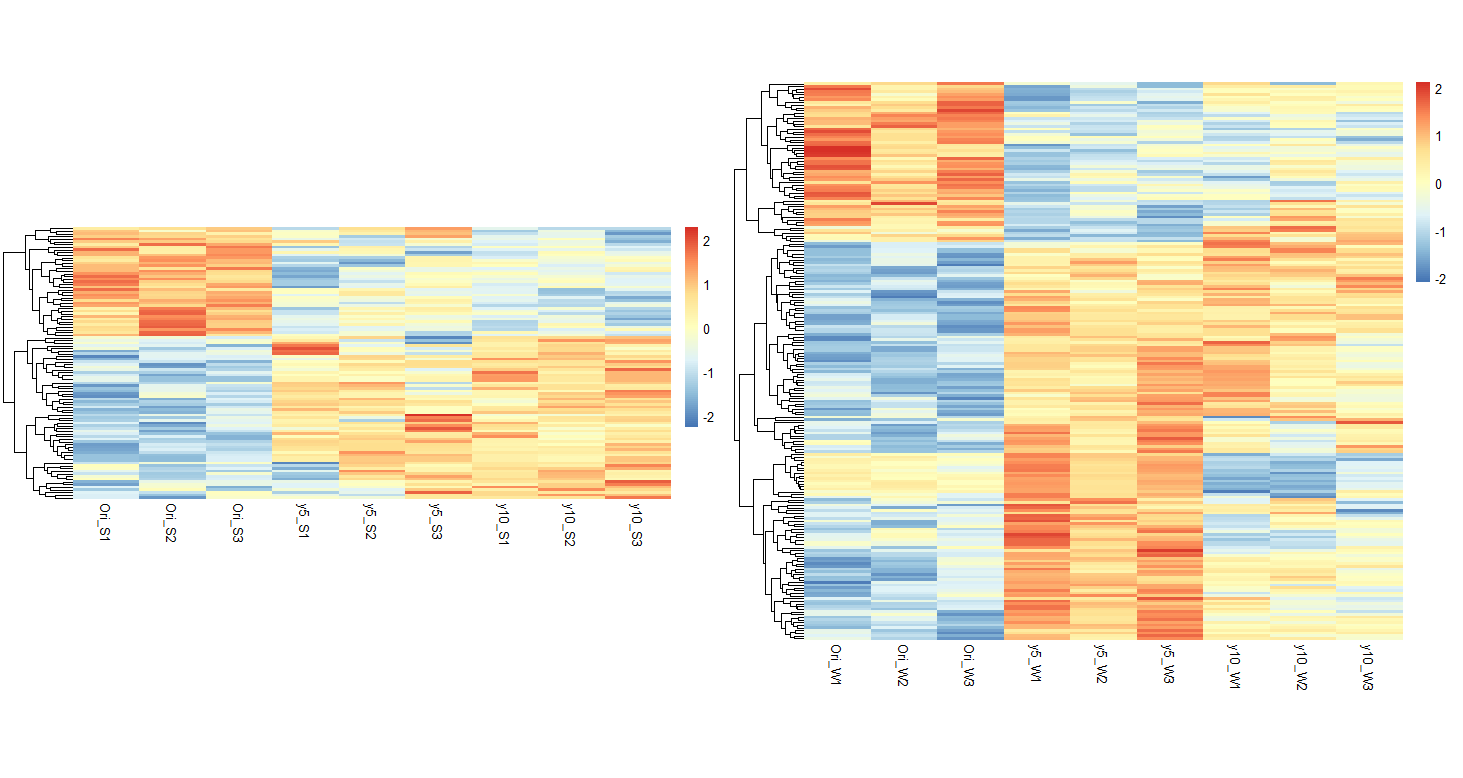 2
1
0
-1
-2
Ori_S1
Ori_S2
Ori_S3
y5_S1
y5_S2
y5_S3
y10_S1
y10_S2
y10_S3
2
1
0
-1
-2
Ori_W1
Ori_W2
Ori_W3
y5_W1
y5_W2
y5_W3
y10_W1
y10_W2
y10_W3